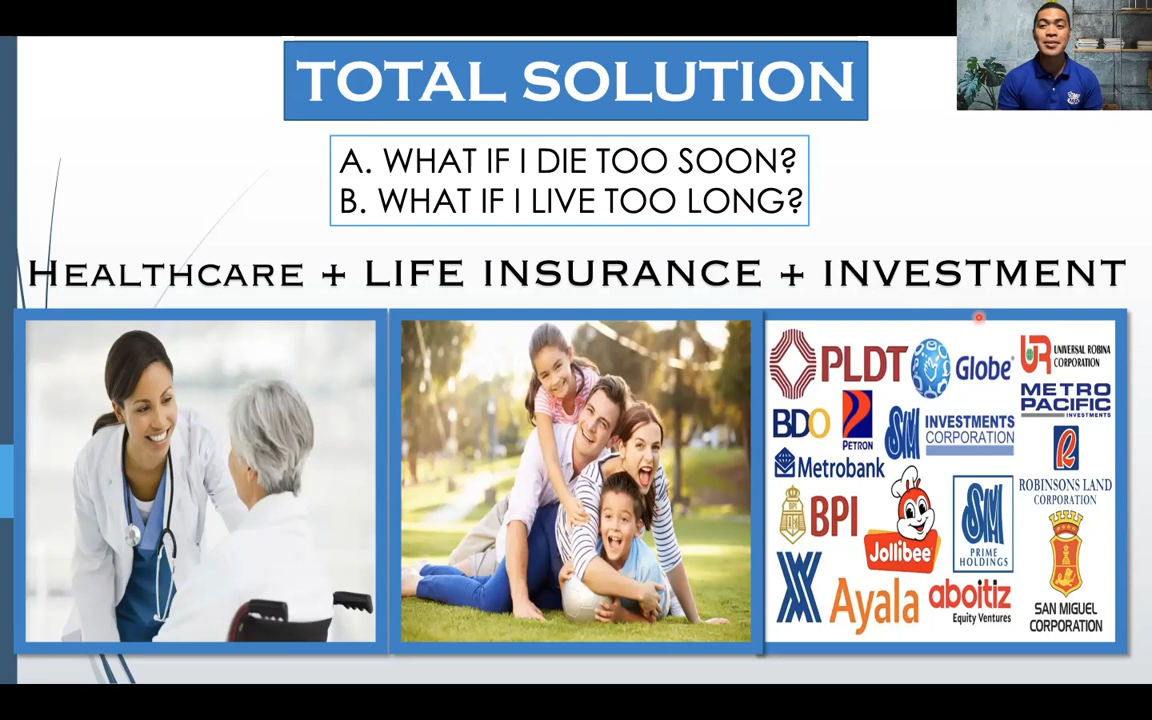 TOTAL SOLUTION
A. WHAT IF I DIE TOO SOON?
B. WHAT IF I LIVE TOO LONG?
HEALTHCARE + LIFE INSURANCE + INVESTMENT
PLDT
Globe
UNIVERSAL ROBINA
CORPORATION
BDO
PETRON
SM INVESTMENTS
CORPORATION
METRO
PACIFIC
INVESTMENTS
Metrobank
R
ROBINSONS LAND
CORPORATION
BPI
BPI
Jollibee
SM
PRIME
HOLDINGS
Ayala
aboitiz
Equity Ventures
SAN MIGUEL
CORPORATION